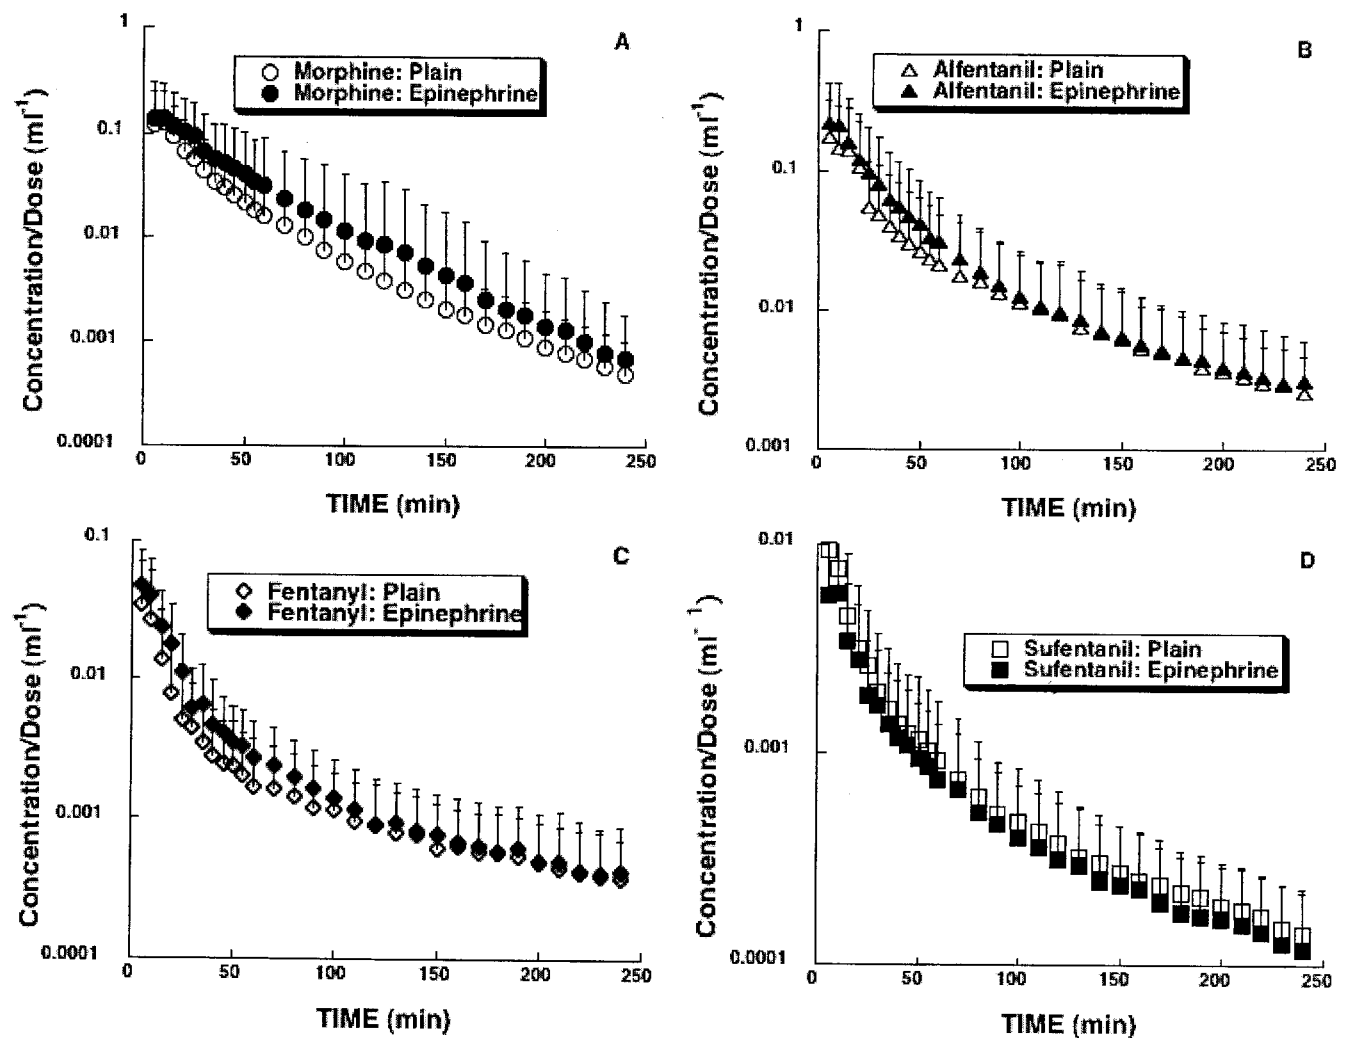 A
Morphine: Plain
Morphine: Epinephrine
Concentration/Dose (ml⁻¹)
1
0.1
0.01
0.001
0.0001
0
50
100
150
200
250
TIME (min)
B
Alfentanil: Plain
Alfentanil: Epinephrine
Concentration/Dose (ml⁻¹)
1
0.1
0.01
0.001
0
50
100
150
200
250
TIME (min)
C
Fentanyl: Plain
Fentanyl: Epinephrine
Concentration/Dose (ml⁻¹)
0.1
0.01
0.001
0.0001
0
50
100
150
200
250
TIME (min)
D
Sufentanil: Plain
Sufentanil: Epinephrine
Concentration/Dose (ml⁻¹)
0.01
0.001
0.0001
0
50
100
150
200
250
TIME (min)